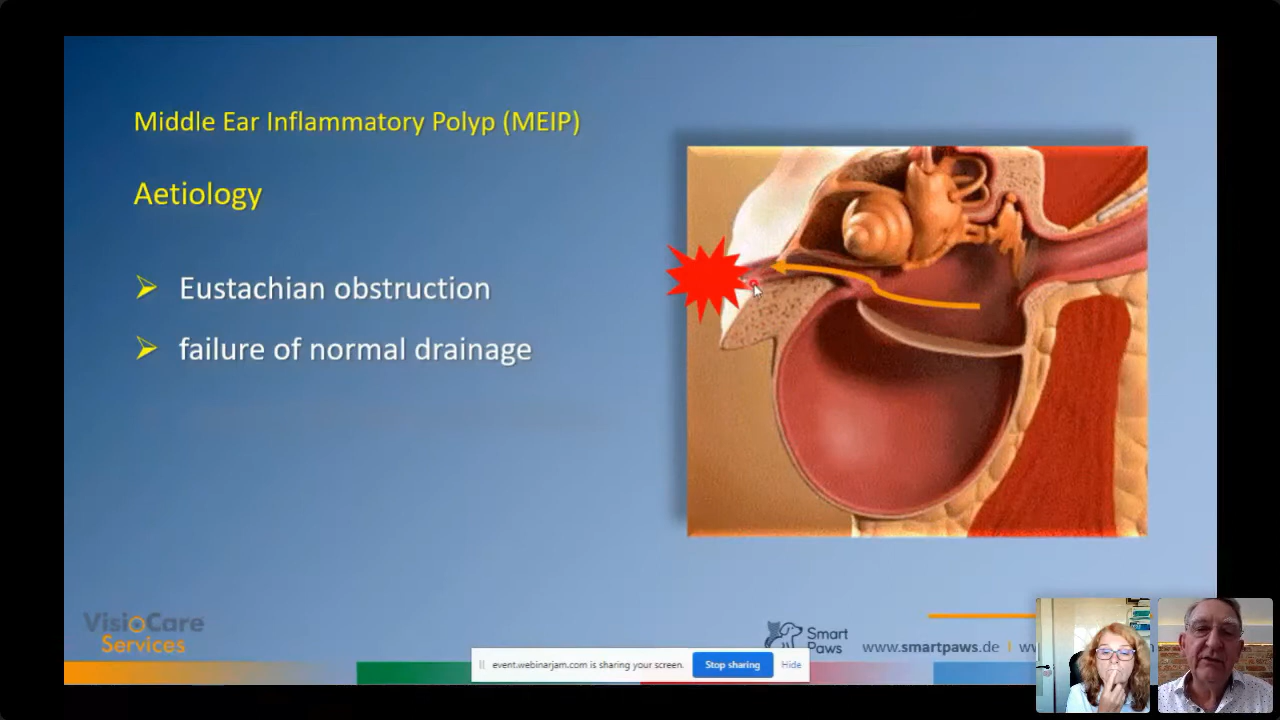 Middle Ear Inflammatory Polyp (MEIP)
Aetiology
Eustachian obstruction
failure of normal drainage
VisioCare
Services
Smart
Paws
www.smartpaws.de
event.webinarjam.com is sharing your screen.
Stop sharing
Hide